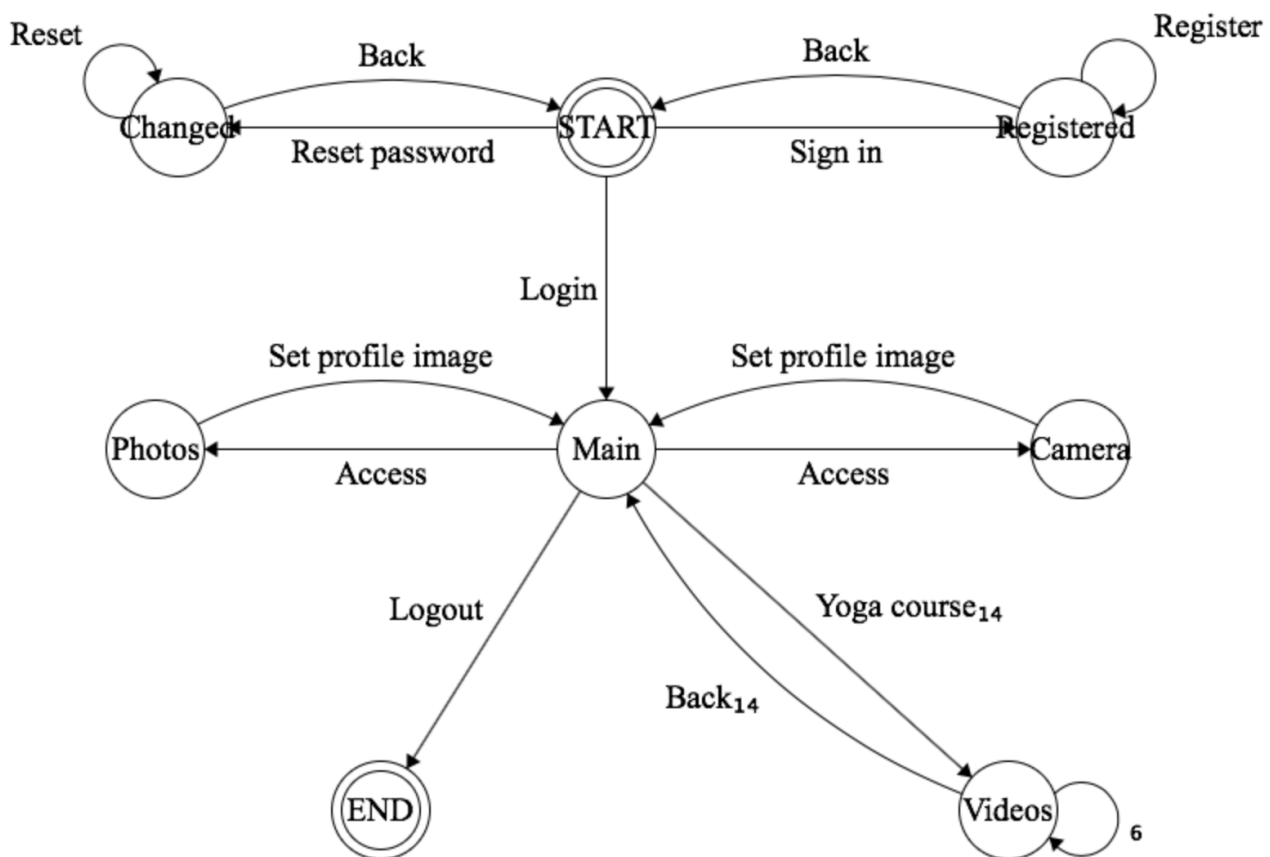 Reset
Register
Back
Back
Changed
START
Registered
Reset password
Sign in
Login
Set profile image
Set profile image
Photos
Main
Camera
Access
Access
Logout
Yoga course₁₄
Back₁₄
END
Videos
6